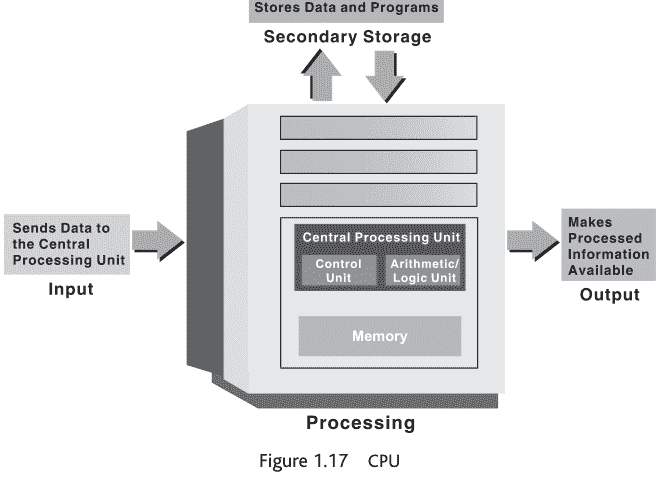 Stores Data and Programs
Secondary Storage
Sends Data to
the Central
Processing Unit
Input
Central Processing Unit
Control
Unit
Arithmetic/
Logic Unit
Memory
Makes
Processed
Information
Available
Output
Processing
Figure 1.17 CPU